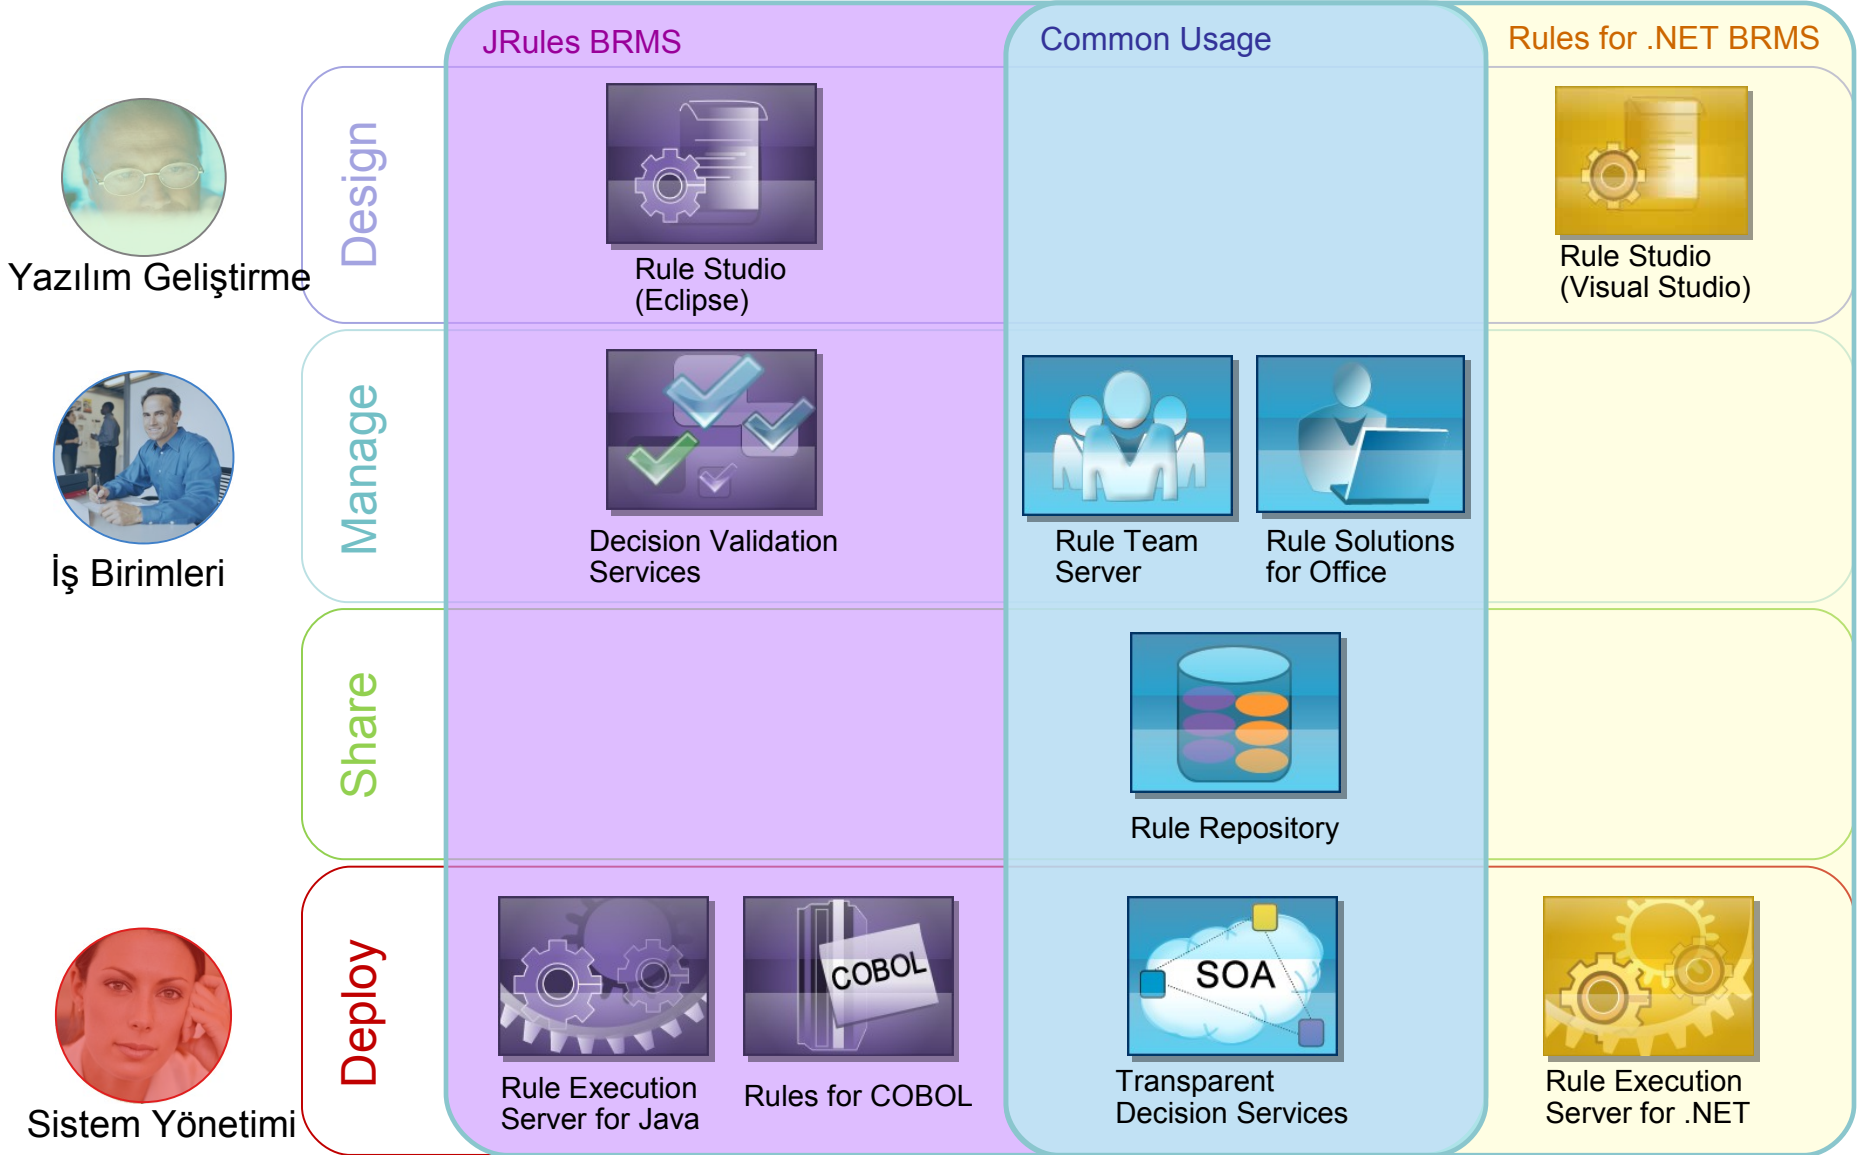 JRules BRMS
Common Usage
Rules for .NET BRMS
Yazılım Geliştirme
Design
Rule Studio
(Eclipse)
Rule Studio
(Visual Studio)
İş Birimleri
Manage
Decision Validation
Services
Rule Team
Server
Rule Solutions
for Office
Share
Rule Repository
Sistem Yönetimi
Deploy
COBOL
SOA
Rule Execution
Server for Java
Rules for COBOL
Transparent
Decision Services
Rule Execution
Server for .NET